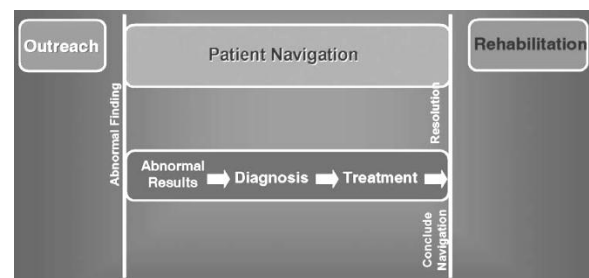 Outreach
Patient Navigation
Rehabilitation
Abnormal Finding
Resolution
Abnormal
Results
Diagnosis
Treatment
Conclude
Navigation